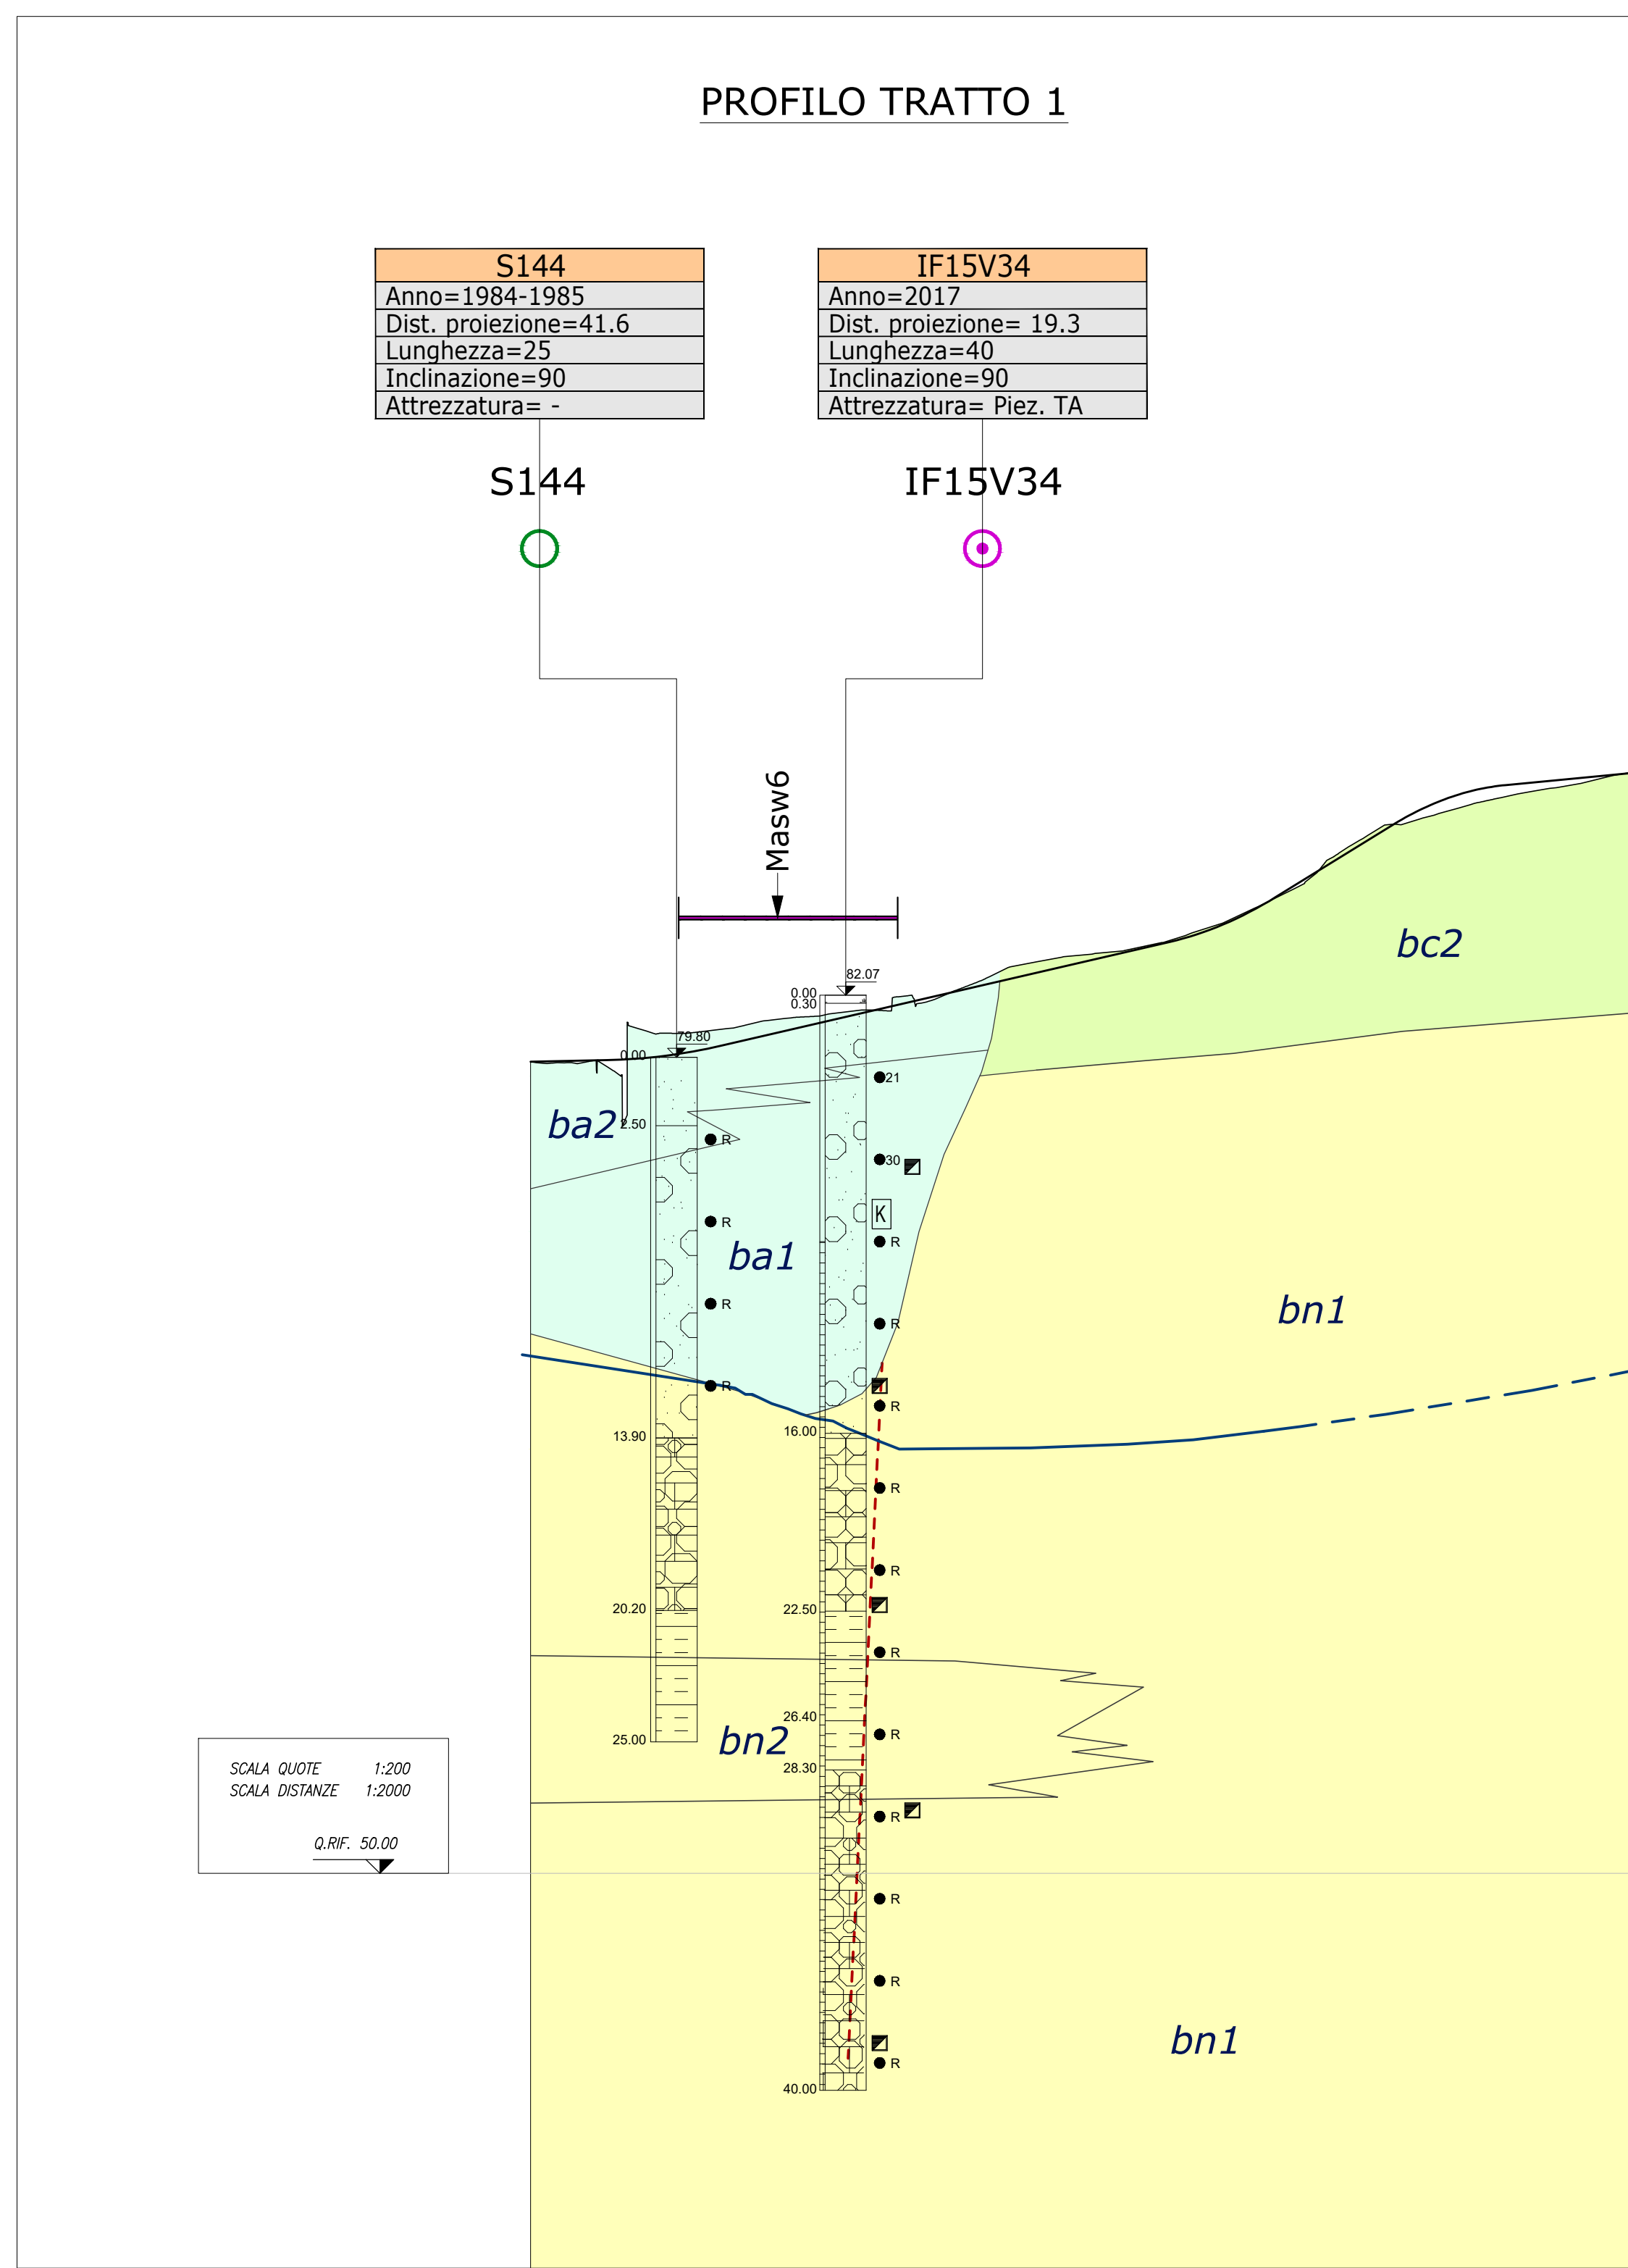 PROFILO TRATTO 1
S144
Anno=1984-1985
Dist. proiezione=41.6
Lunghezza=25
Inclinazione=90
Attrezzatura= -
IF15V34
Anno=2017
Dist. proiezione= 19.3
Lunghezza=40
Inclinazione=90
Attrezzatura= Piez. TA
S144
IF15V34
Masw6
bc2
82.07
0.00
0.30
79.80
0.00
21
ba2
2.50
R
30
K
R
R
ba1
R
R
bn1
R
R
R
13.90
16.00
R
R
20.20
22.50
R
26.40
R
25.00
bn2
28.30
SCALA QUOTE 1:200
SCALA DISTANZE 1:2000
R
Q.RIF. 50.00
R
R
bn1
R
40.00